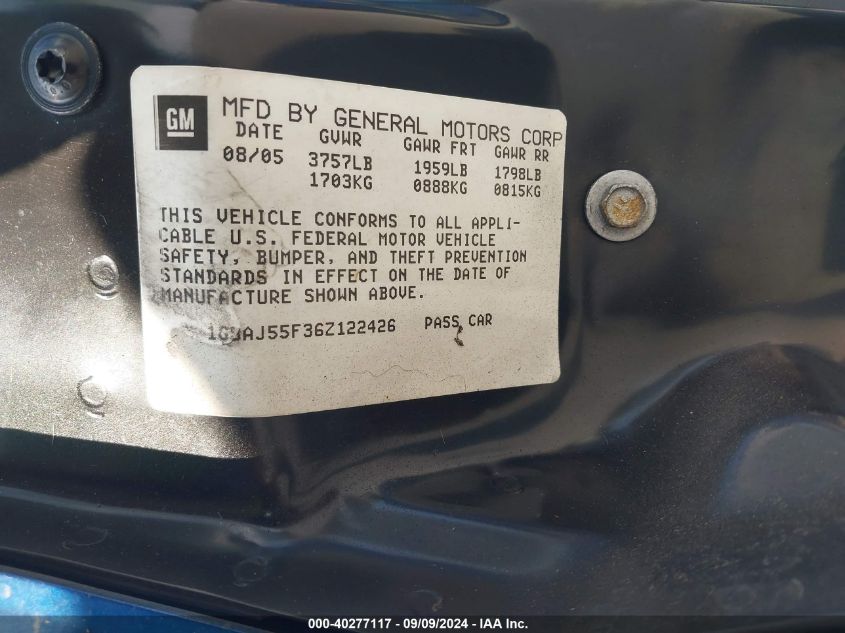 GM
MFD BY GENERAL MOTORS CORP
DATE GVWR GAWR FRT GAWR RR
08/05 3757LB 1959LB 1798LB
1703KG 0888KG 0815KG
THIS VEHICLE CONFORMS TO ALL APPLI-
CABLE U.S. FEDERAL MOTOR VEHICLE
SAFETY, BUMPER, AND THEFT PREVENTION
STANDARDS IN EFFECT ON THE DATE OF
MANUFACTURE SHOWN ABOVE.
PASS CAR
000-40277117 - 09/09/2024 - IAA Inc.